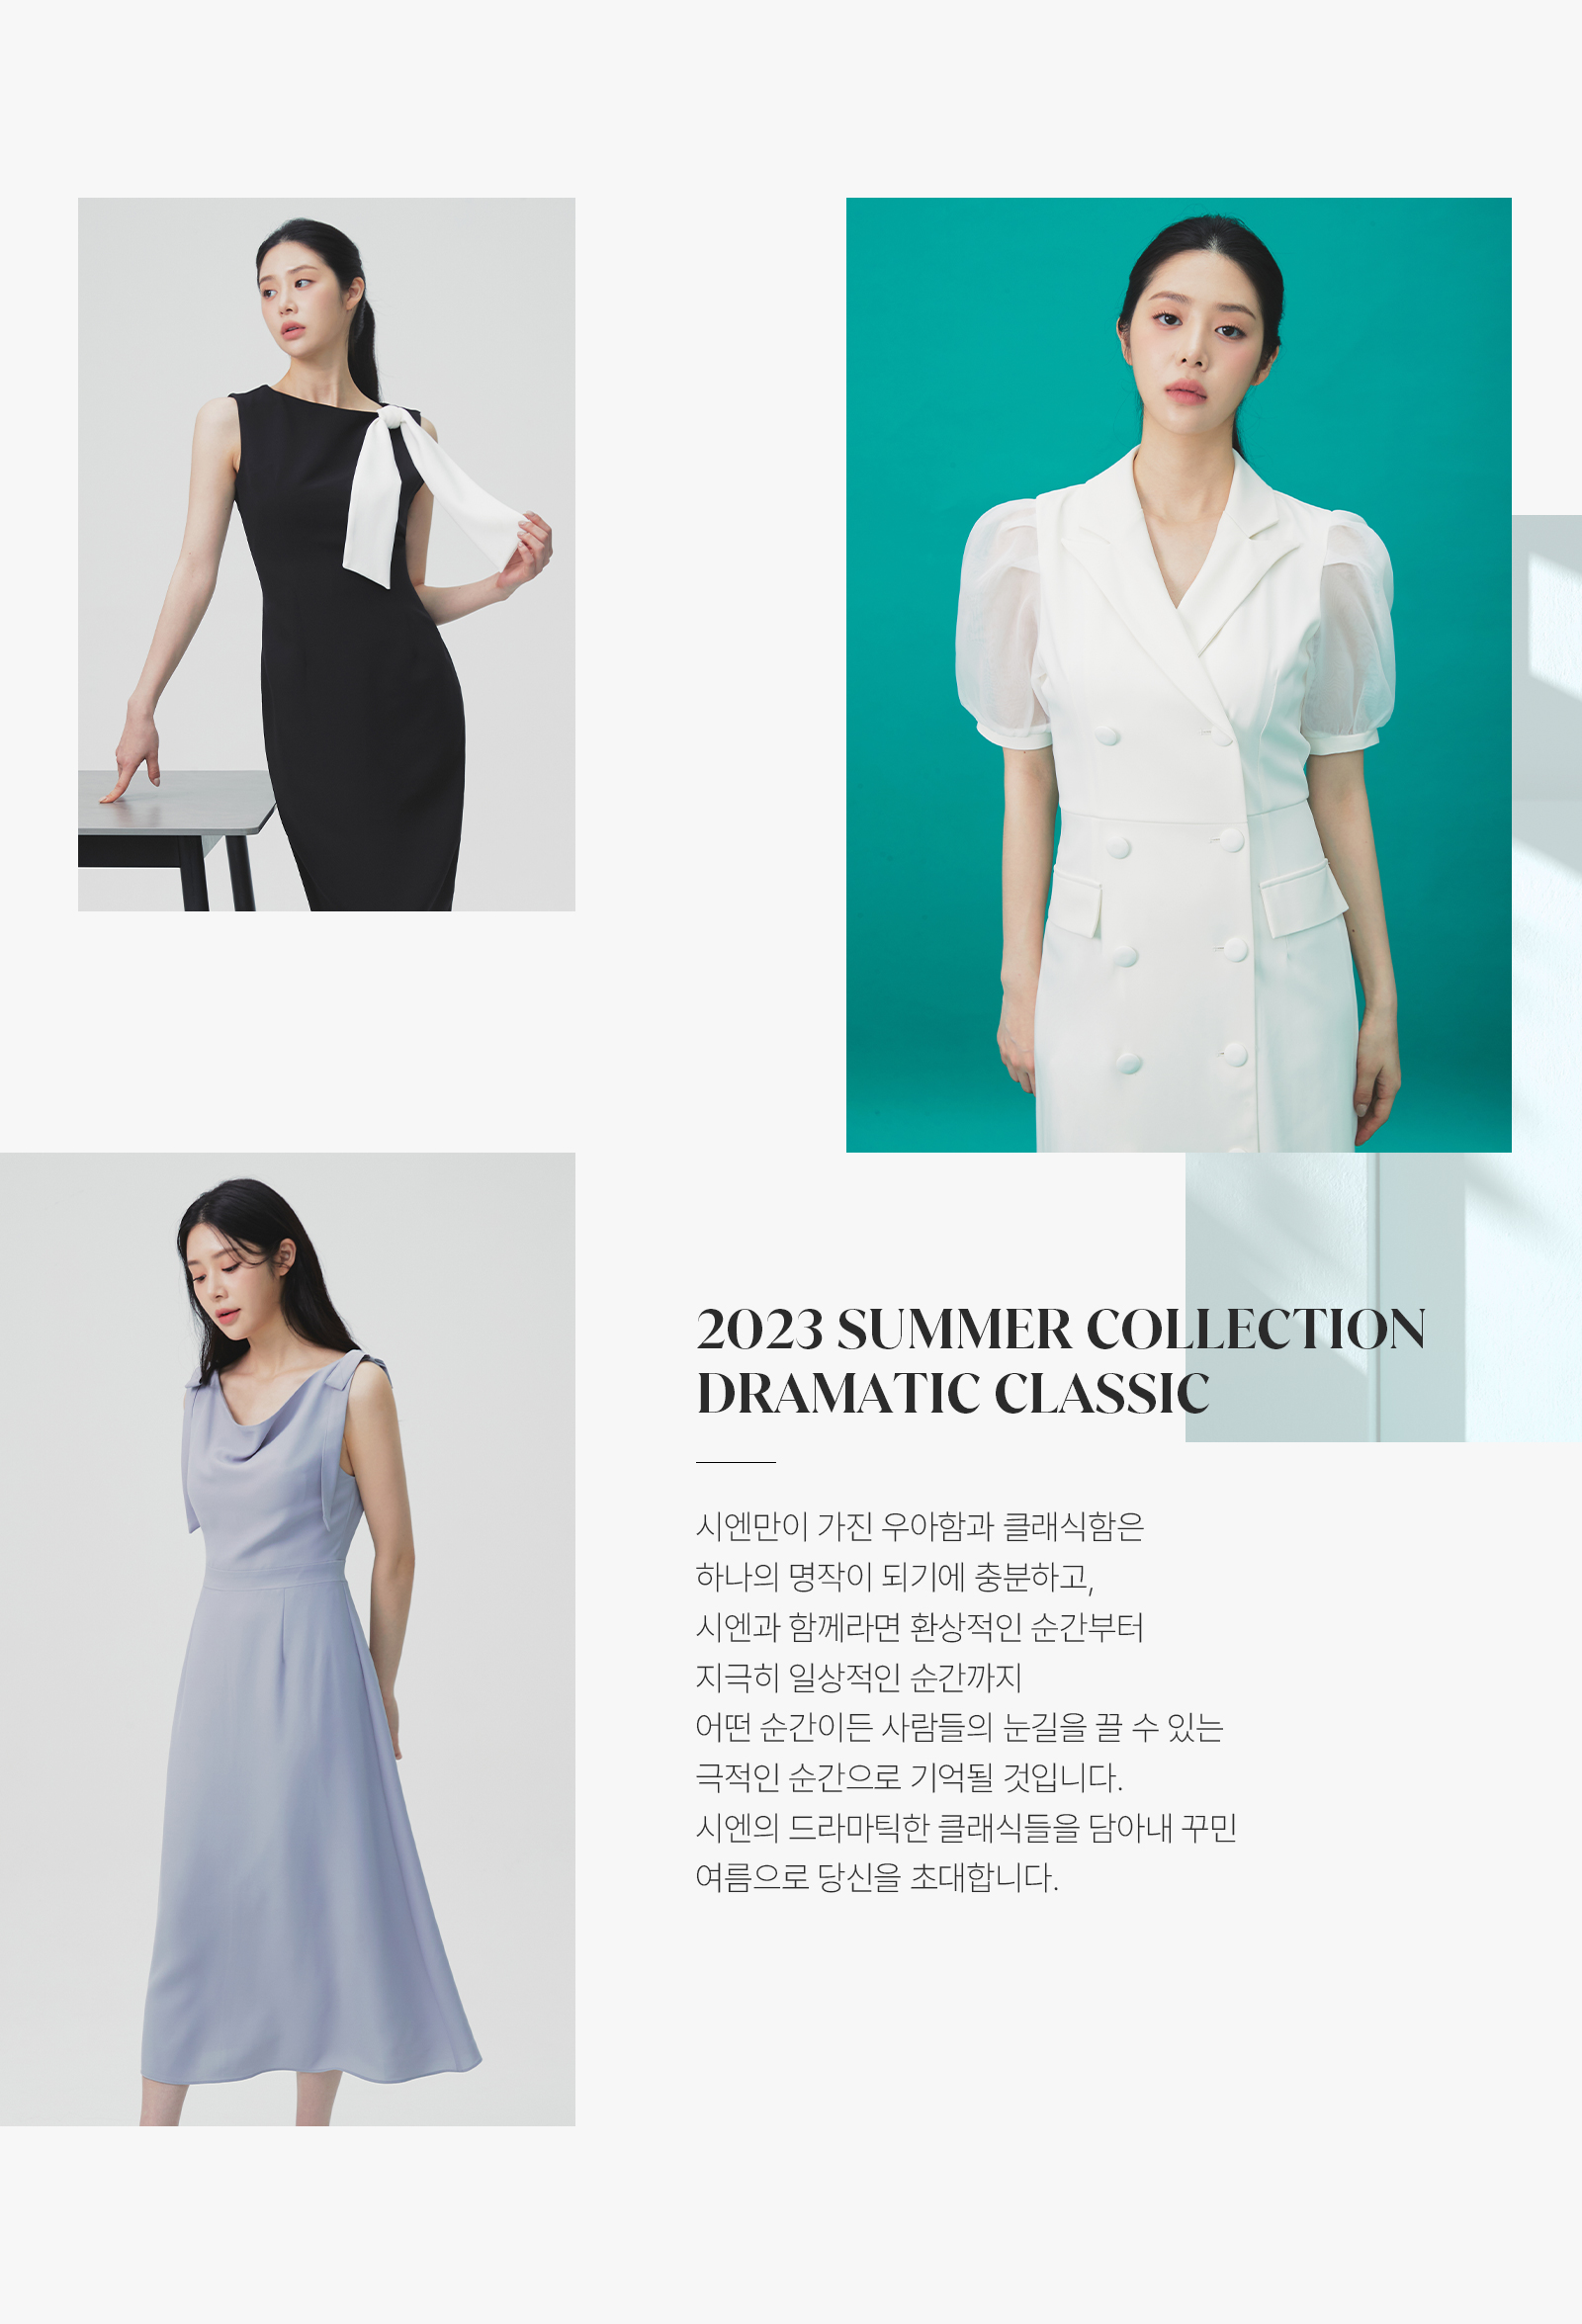 2023 SUMMER COLLECTION
DRAMATIC CLASSIC
시엔만이 가진 우아함과 클래식함은
하나의 명작이 되기에 충분하고,
시엔과 함께라면 환상적인 순간부터
지극히 일상적인 순간까지
어떤 순간이든 사람들의 눈길을 끌 수 있는
극적인 순간으로 기억될 것입니다.
시엔의 드라마틱한 클래식들을 담아내 꾸민
여름으로 당신을 초대합니다.